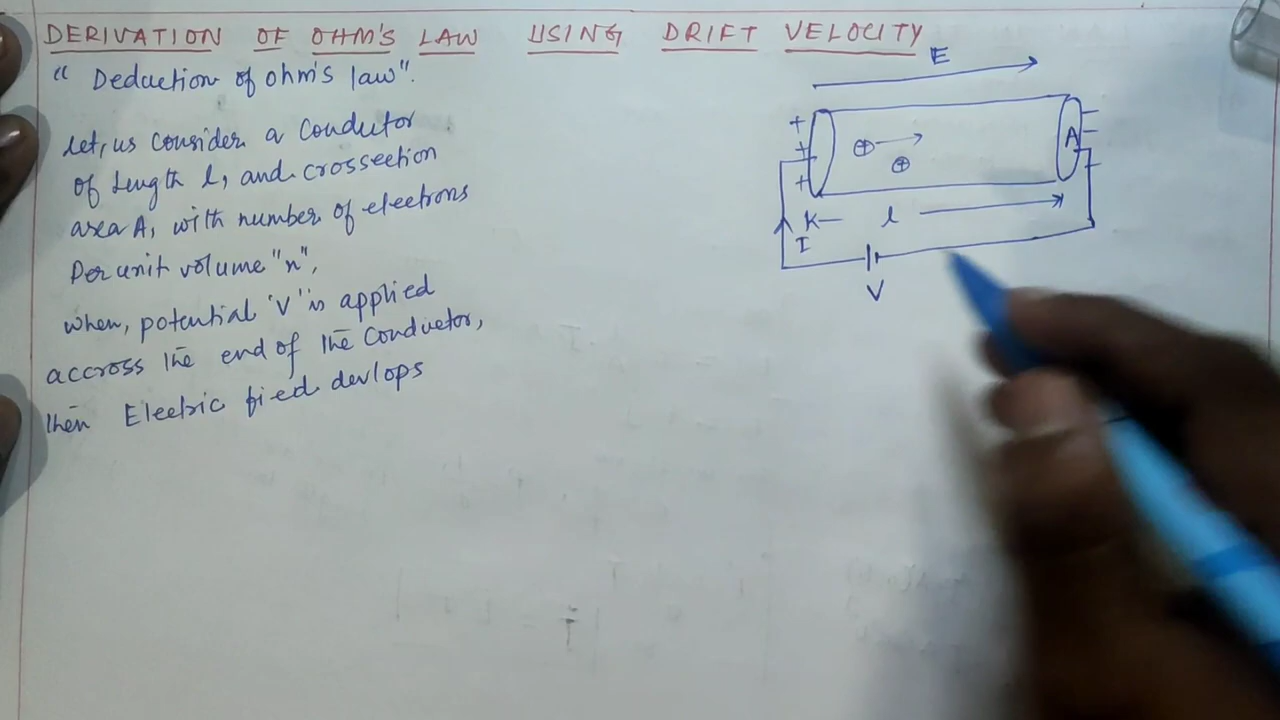 DERIVATION OF OHM'S LAW USING DRIFT VELOCITY
" Deduction of ohm's law".
let, us consider a Condutor
of Length l, and crossection
area A, with number of electrons
Per unit volume "n",
when, potential 'V' is applied
accross the end of the Conductor,
then Electric fied devlops
E
+ + +
⊕
⊕
A
l
I
V